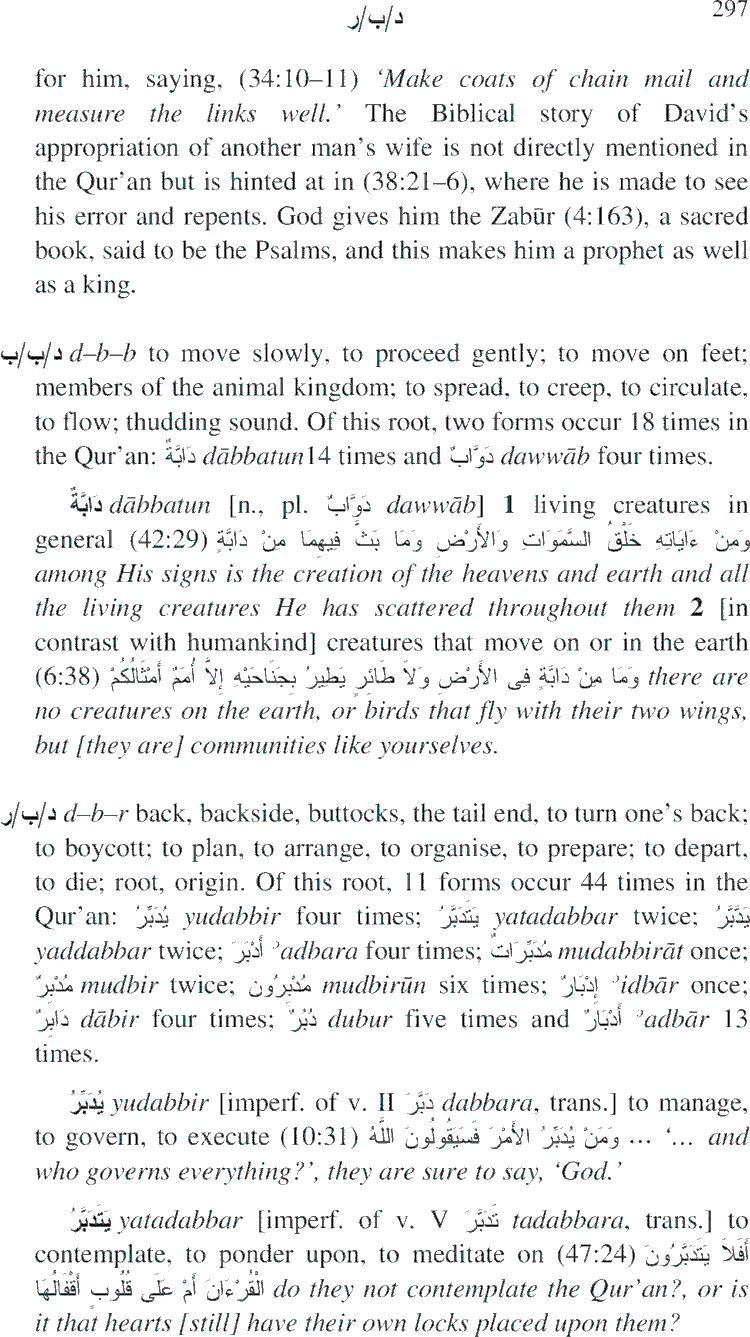 د/ب/ر 297
for him, saying, (34:10–11) ‘Make coats of chain mail and
measure the links well.’ The Biblical story of David’s
appropriation of another man’s wife is not directly mentioned in
the Qur’an but is hinted at in (38:21–6), where he is made to see
his error and repents. God gives him the Zabūr (4:163), a sacred
book, said to be the Psalms, and this makes him a prophet as well
as a king.
د/ب/ب d–b–b to move slowly, to proceed gently; to move on feet;
members of the animal kingdom; to spread, to creep, to circulate,
to flow; thudding sound. Of this root, two forms occur 18 times in
the Qur’an: دَابَّةٌ dābbatun14 times and دَوَّابٌ dawwāb four times.
دَابَّةٌ dābbatun [n., pl. دَوَّابٌ dawwāb] 1 living creatures in
general (42:29) وَمِنْ ءَايَاتِهِ خَلْقُ السَّمَوَاتِ وَالأَرْضِ وَمَا بَثَّ فِيهِمَا مِنْ دَابَّةٍ
among His signs is the creation of the heavens and earth and all
the living creatures He has scattered throughout them 2 [in
contrast with humankind] creatures that move on or in the earth
(6:38) وَمَا مِنْ دَابَّةٍ فِى الأَرْضِ وَلاَ طَائِرٍ يَطِيرُ بِجَنَاحَيْهِ إِلاَّ أُمَمٌ أَمْثَالُكُمْ there are
no creatures on the earth, or birds that fly with their two wings,
but [they are] communities like yourselves.
د/ب/ر d–b–r back, backside, buttocks, the tail end, to turn one’s back;
to boycott; to plan, to arrange, to organise, to prepare; to depart,
to die; root, origin. Of this root, 11 forms occur 44 times in the
Qur’an: يُدَبِّرُ yudabbir four times; يَتَدَبَّرُ yatadabbar twice; يَدَّبَّرُ
yaddabbar twice; أَدْبَرَ ʾadbara four times; مُدَبِّرَاتٌ mudabbirāt once;
مُدْبِرٌ mudbir twice; مُدْبِرُون mudbirūn six times; إِدْبَارٌ ʾidbār once;
دَابِرٌ dābir four times; دُبُرٌ dubur five times and أَدْبَارٌ ʾadbār 13
times.
يُدَبِّرُ yudabbir [imperf. of v. II دَبَّرَ dabbara, trans.] to manage,
to govern, to execute (10:31) وَمَنْ يُدَبِّرُ الأَمْرَ فَسَيَقُولُونَ اللَّهُ ... ‘... and
who governs everything?’, they are sure to say, ‘God.’
يَتَدَبَّرُ yatadabbar [imperf. of v. V تَدَبَّرَ tadabbara, trans.] to
contemplate, to ponder upon, to meditate on (47:24) أَفَلاَ يَتَدَبَّرُونَ
الْقُرْءَانَ أَمْ عَلَى قُلُوبٍ أَقْفَالُهَا do they not contemplate the Qur’an?, or is
it that hearts [still] have their own locks placed upon them?